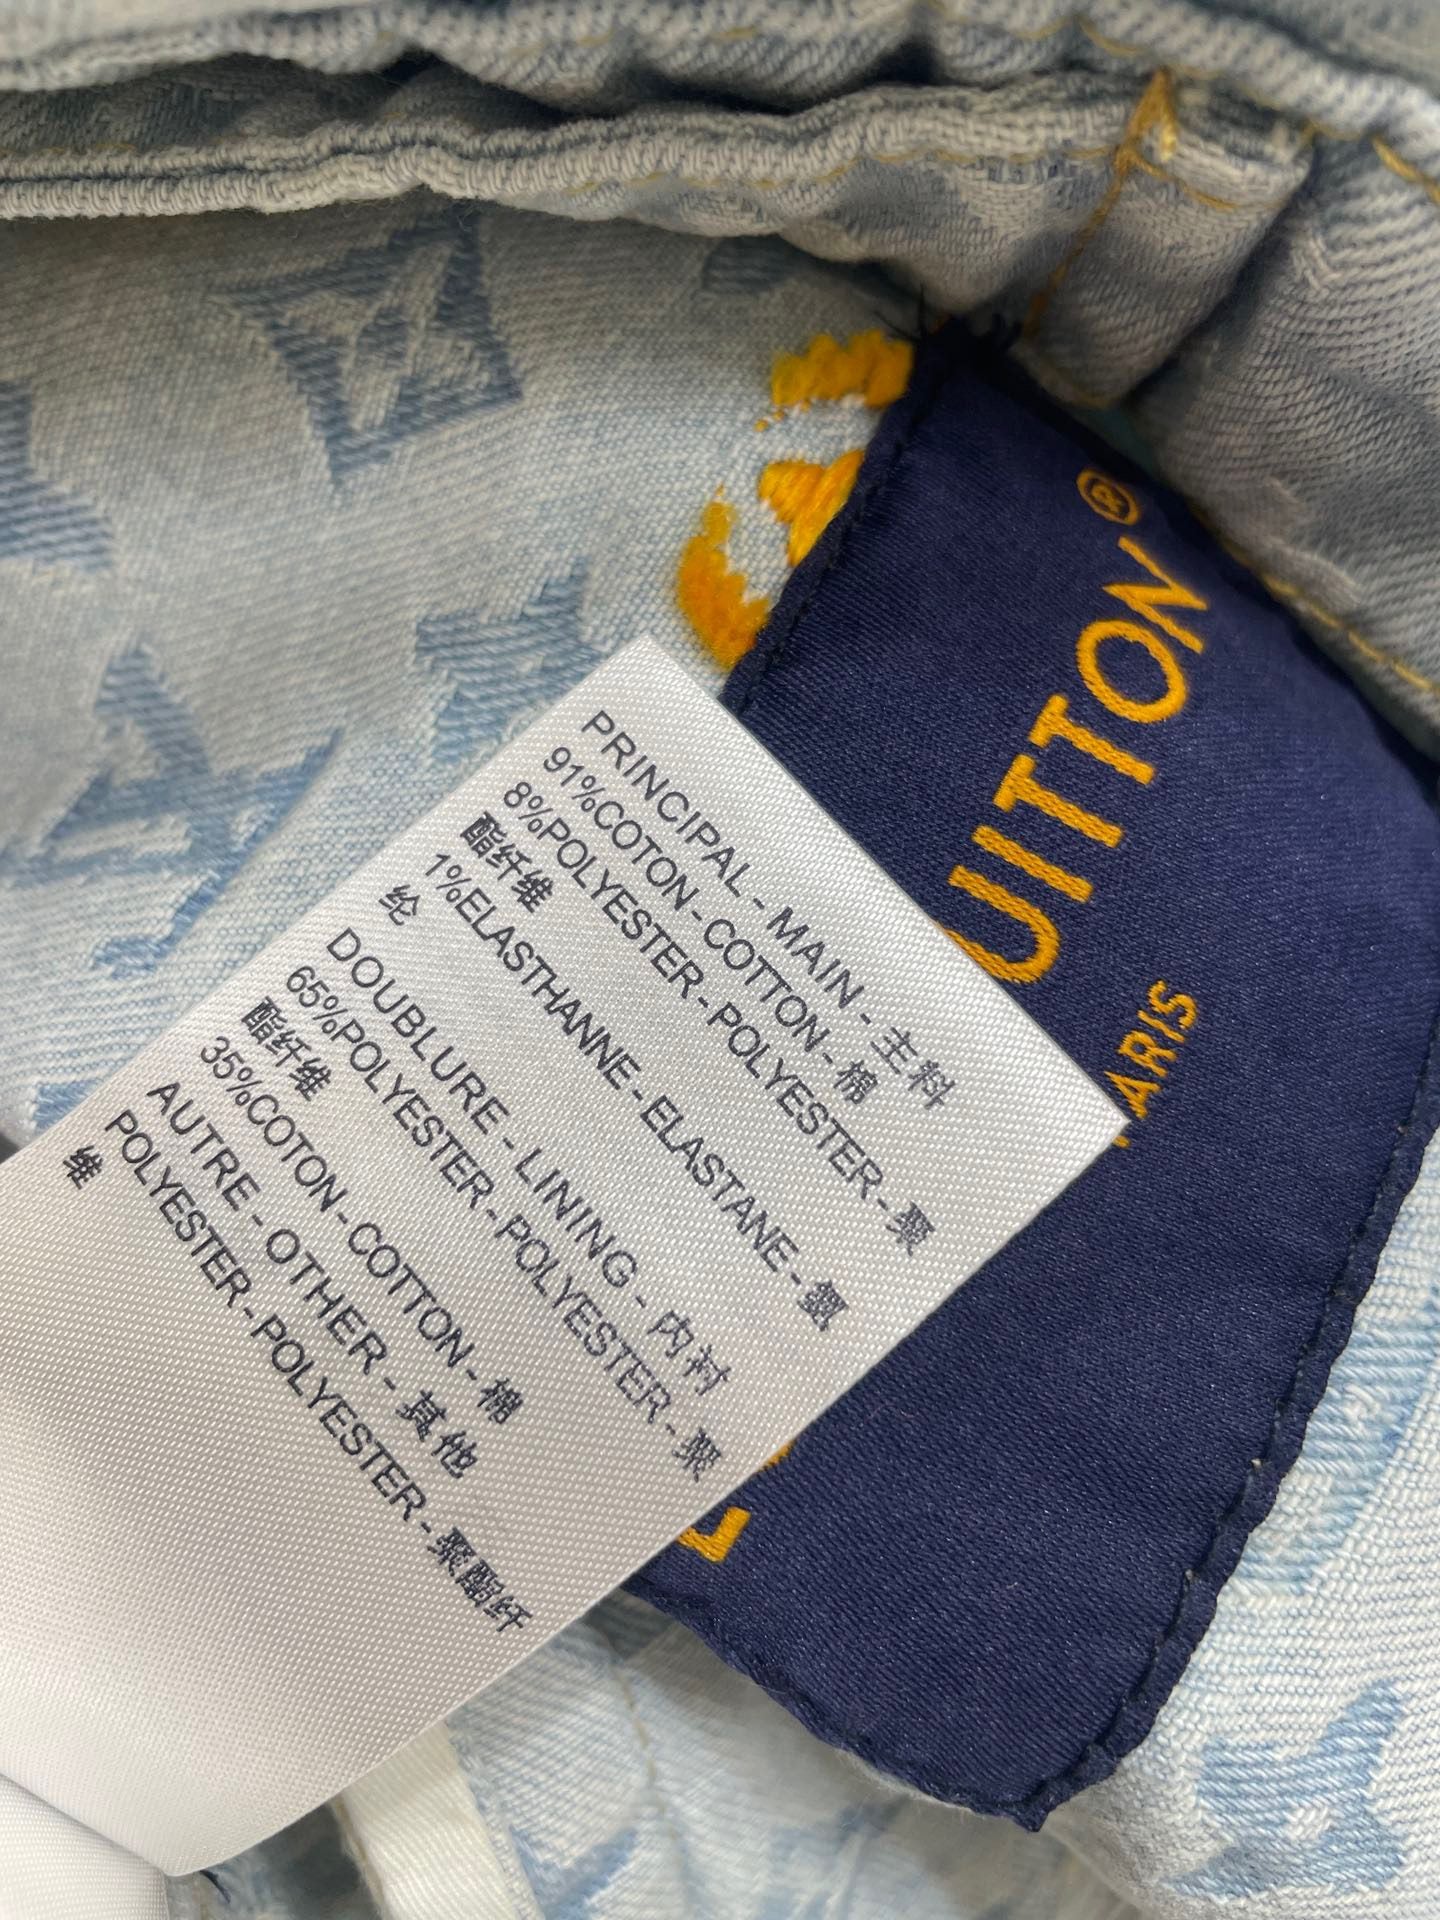 PRINCIPAL - MAIN - 主料
91%COTON - COTTON - 棉
8%POLYESTER - POLYESTER - 聚
酯纤维
1%ELASTHANNE - ELASTANE - 氨
纶
DOUBLURE - LINING - 内衬
65%POLYESTER - POLYESTER - 聚
酯纤维
35%COTON - COTTON - 棉
AUTRE - OTHER - 其他
POLYESTER - POLYESTER - 聚酯纤
维
L
UITTON®
PARIS